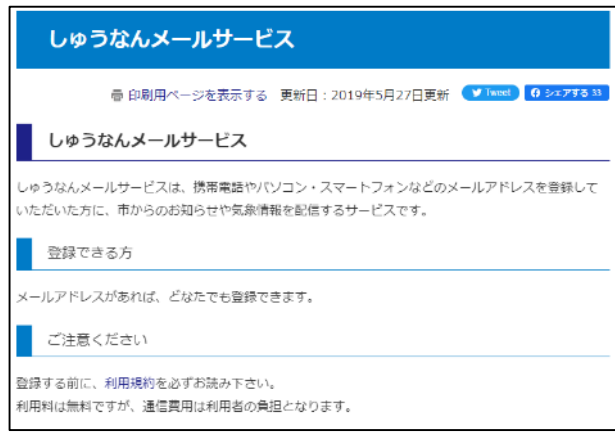 しゅうなんメールサービス
印刷用ページを表示する 更新日：2019年5月27日更新 Tweet シェアする 33
しゅうなんメールサービス
しゅうなんメールサービスは、携帯電話やパソコン・スマートフォンなどのメールアドレスを登録して
いただいた方に、市からのお知らせや気象情報を配信するサービスです。
登録できる方
メールアドレスがあれば、どなたでも登録できます。
ご注意ください
登録する前に、利用規約を必ずお読み下さい。
利用料は無料ですが、通信費用は利用者の負担となります。